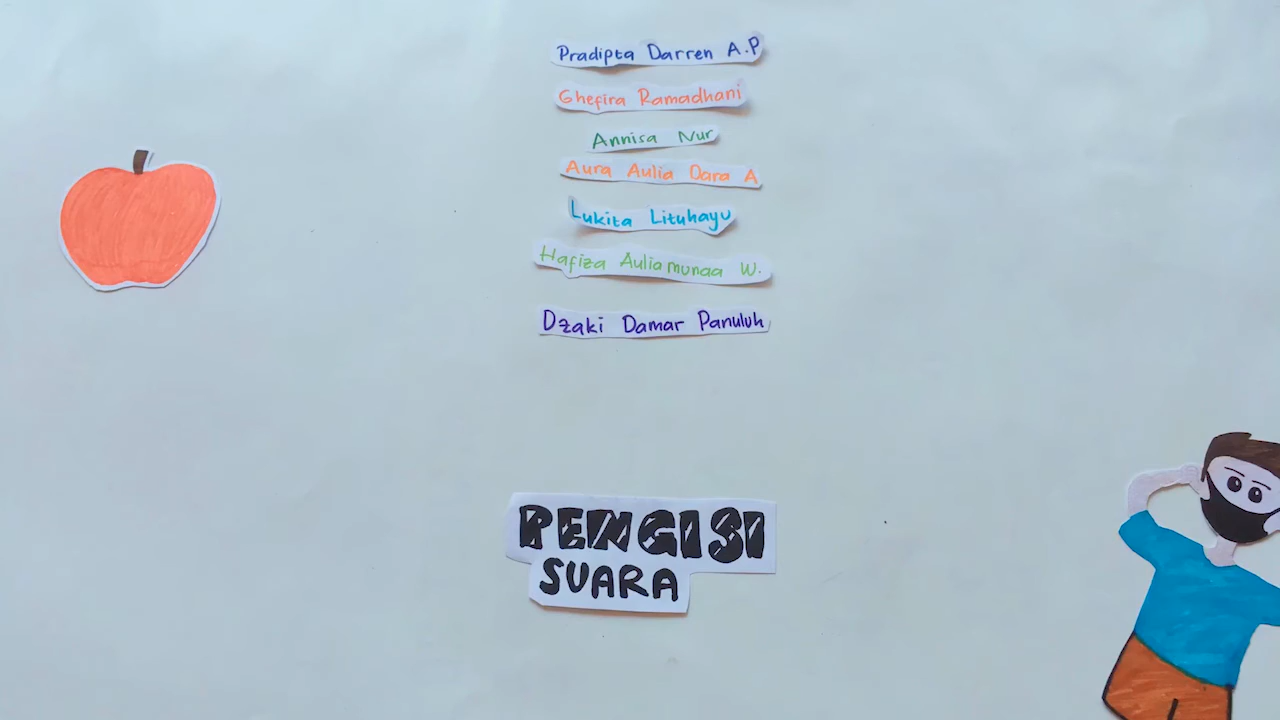 Pradipta Darren A.P
Ghefira Ramadhani
Annisa Nur
Aura Aulia Dara A
Lukita Lituhayu
Hafiza Auliamunaa W.
Dzaki Damar Panuluh
PENGISI
SUARA